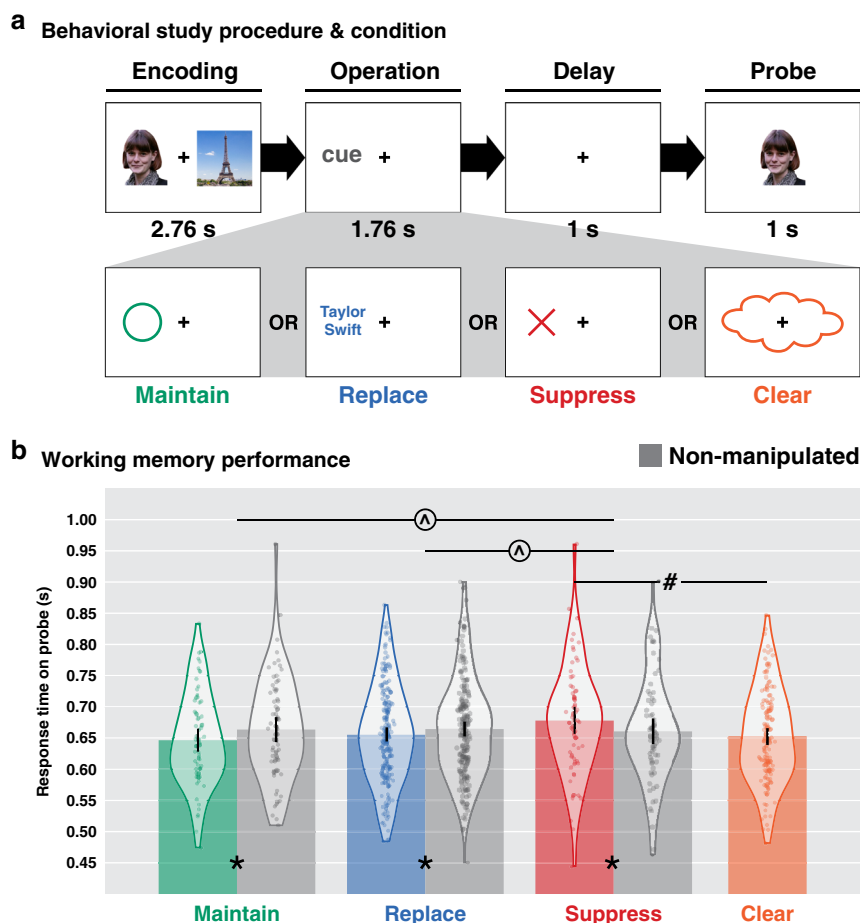 a Behavioral study procedure & condition
Encoding Operation Delay Probe
+ cue + +
2.76 s 1.76 s 1 s 1 s
+ OR Taylor Swift + OR + OR +
Maintain Replace Suppress Clear
b Working memory performance
Non-manipulated
Response time on probe (s)
1.00
0.95
0.90
0.85
0.80
0.75
0.70
0.65
0.60
0.55
0.50
0.45
^
^
#
* * *
Maintain Replace Suppress Clear